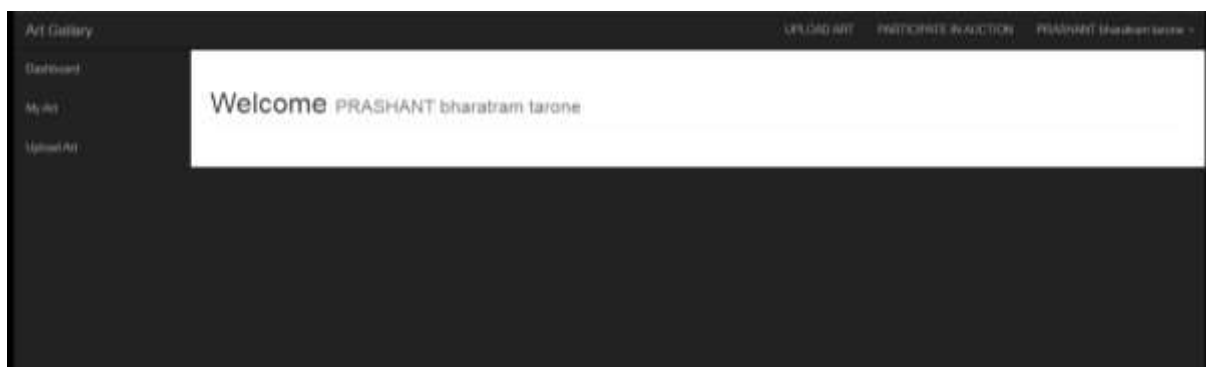 Art Gallery
UPLOAD ART PARTICIPATE IN AUCTION PRASHANT bharatram tarone
Dashboard
My Art
Upload Art
Welcome PRASHANT bharatram tarone